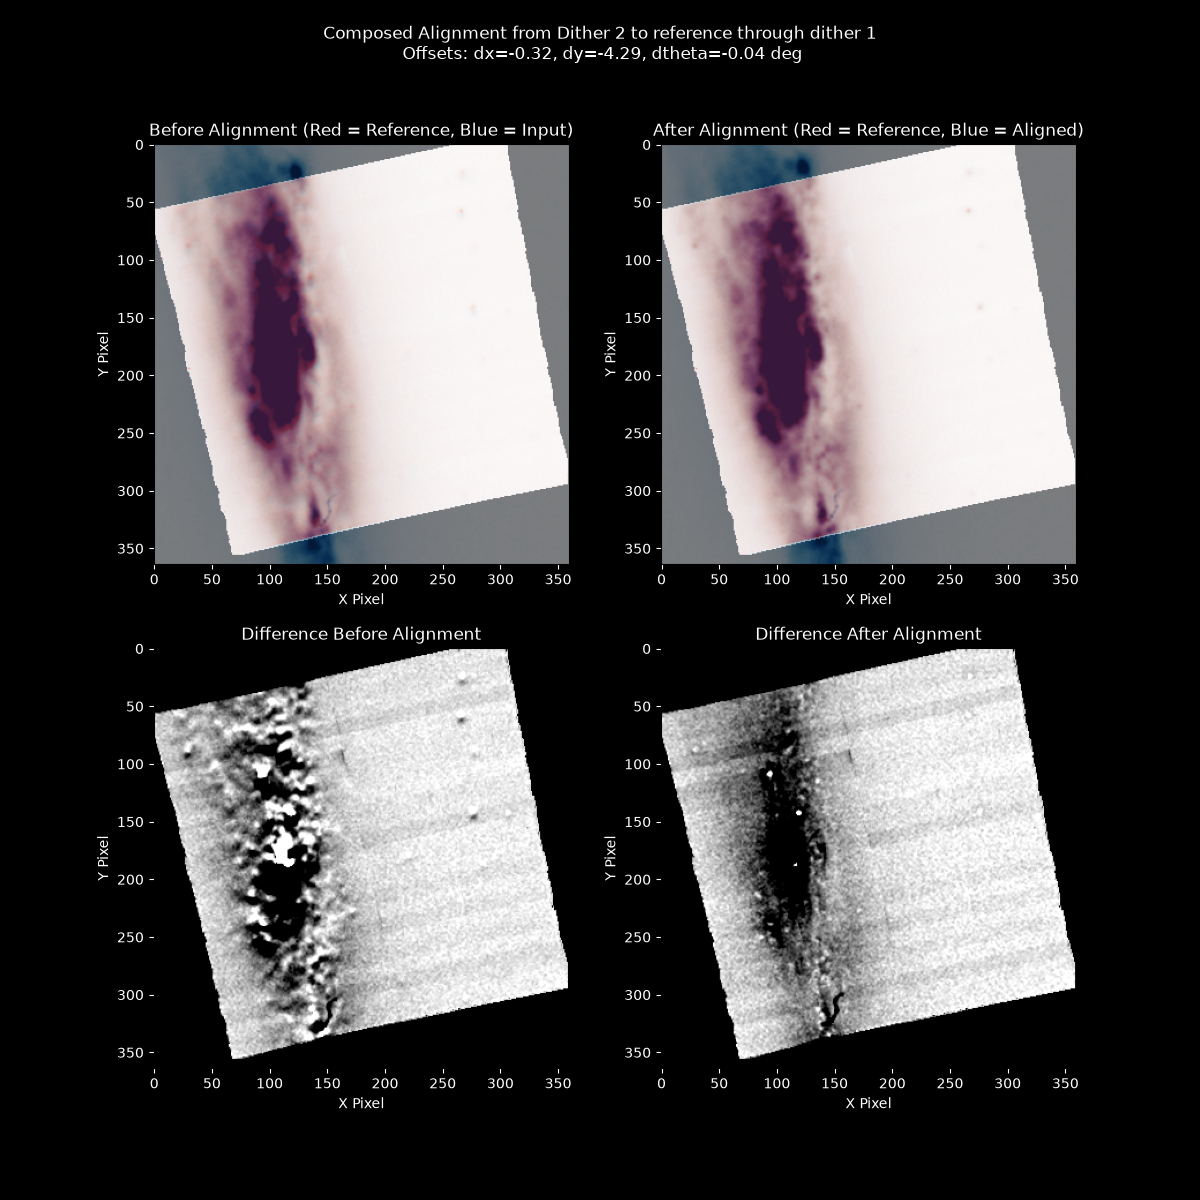 Composed Alignment from Dither 2 to reference through dither 1
Offsets: dx=-0.32, dy=-4.29, dtheta=-0.04 deg
Before Alignment (Red = Reference, Blue = Input)
0
50
100
150
200
250
300
350
Y Pixel
0 50 100 150 200 250 300 350
X Pixel
After Alignment (Red = Reference, Blue = Aligned)
0
50
100
150
200
250
300
350
Y Pixel
0 50 100 150 200 250 300 350
X Pixel
Difference Before Alignment
0
50
100
150
200
250
300
350
Y Pixel
0 50 100 150 200 250 300 350
X Pixel
Difference After Alignment
0
50
100
150
200
250
300
350
Y Pixel
0 50 100 150 200 250 300 350
X Pixel